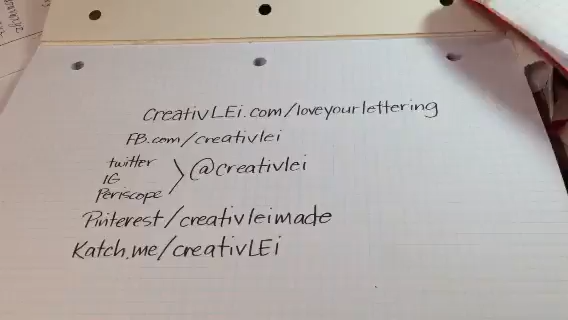 creativLEi.com/loveyourlettering
FB.com/creativlei
twitter
IG
Periscope
@creativlei
Pinterest/creativleimade
Katch.me/creativLEi